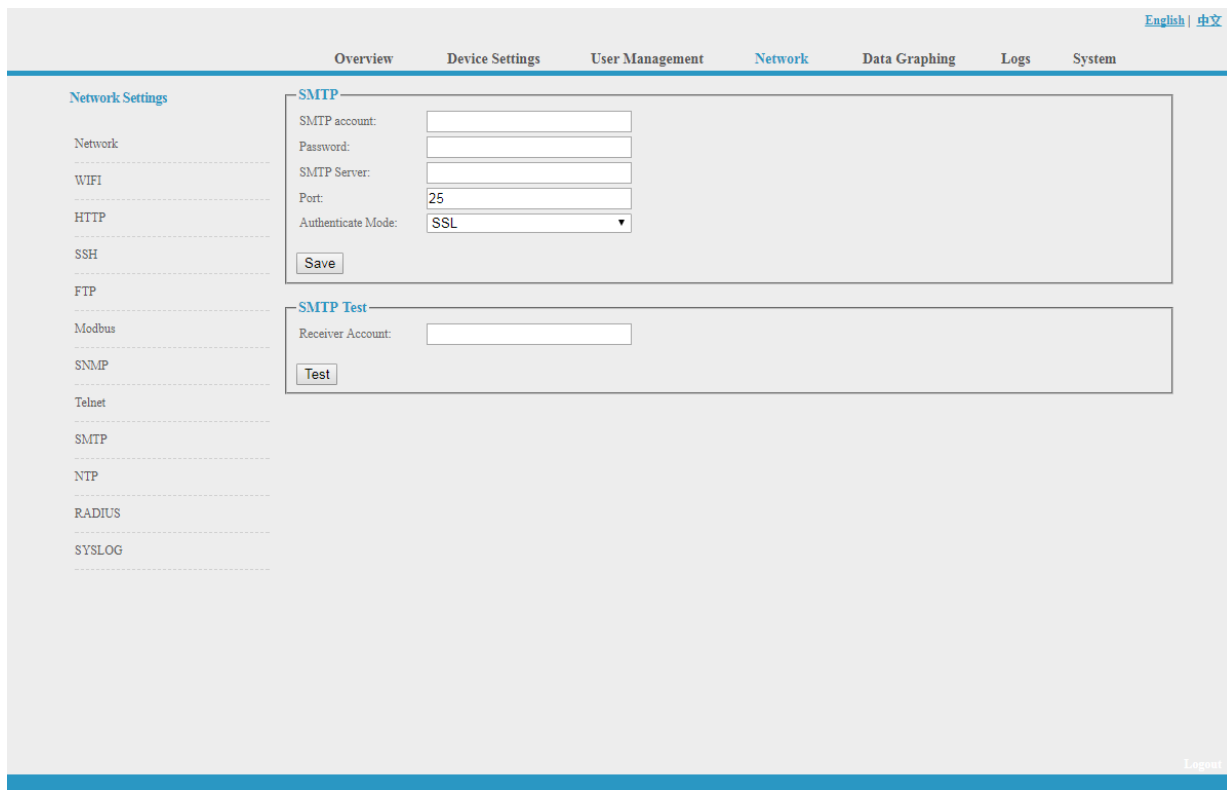 English | 中文
Overview Device Settings User Management Network Data Graphing Logs System
Network Settings
Network
WIFI
HTTP
SSH
FTP
Modbus
SNMP
Telnet
SMTP
NTP
RADIUS
SYSLOG
SMTP
SMTP account:
Password:
SMTP Server:
Port: 25
Authenticate Mode: SSL
Save
SMTP Test
Receiver Account:
Test
Logout